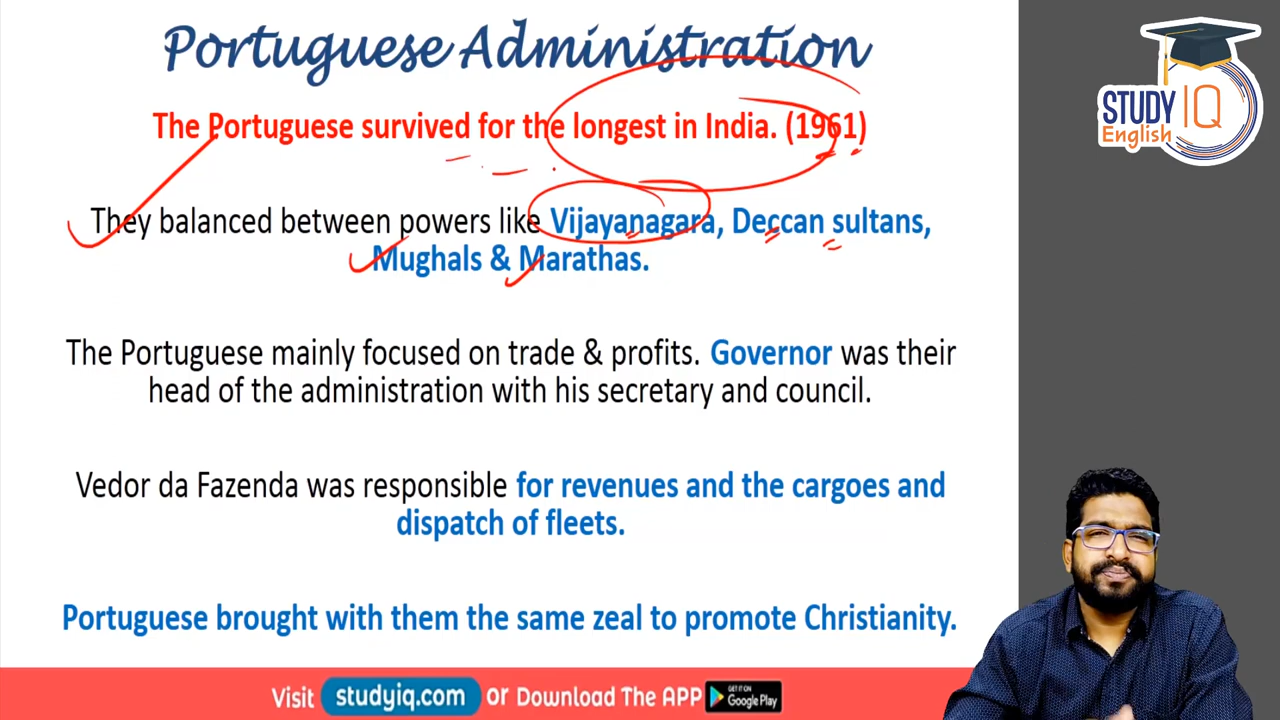 Portuguese Administration
STUDY IQ
English
The Portuguese survived for the longest in India. (1961)
They balanced between powers like Vijayanagara, Deccan sultans,
Mughals & Marathas.
The Portuguese mainly focused on trade & profits. Governor was their
head of the administration with his secretary and council.
Vedor da Fazenda was responsible for revenues and the cargoes and
dispatch of fleets.
Portuguese brought with them the same zeal to promote Christianity.
Visit studyiq.com or Download The APP GET IT ON Google Play